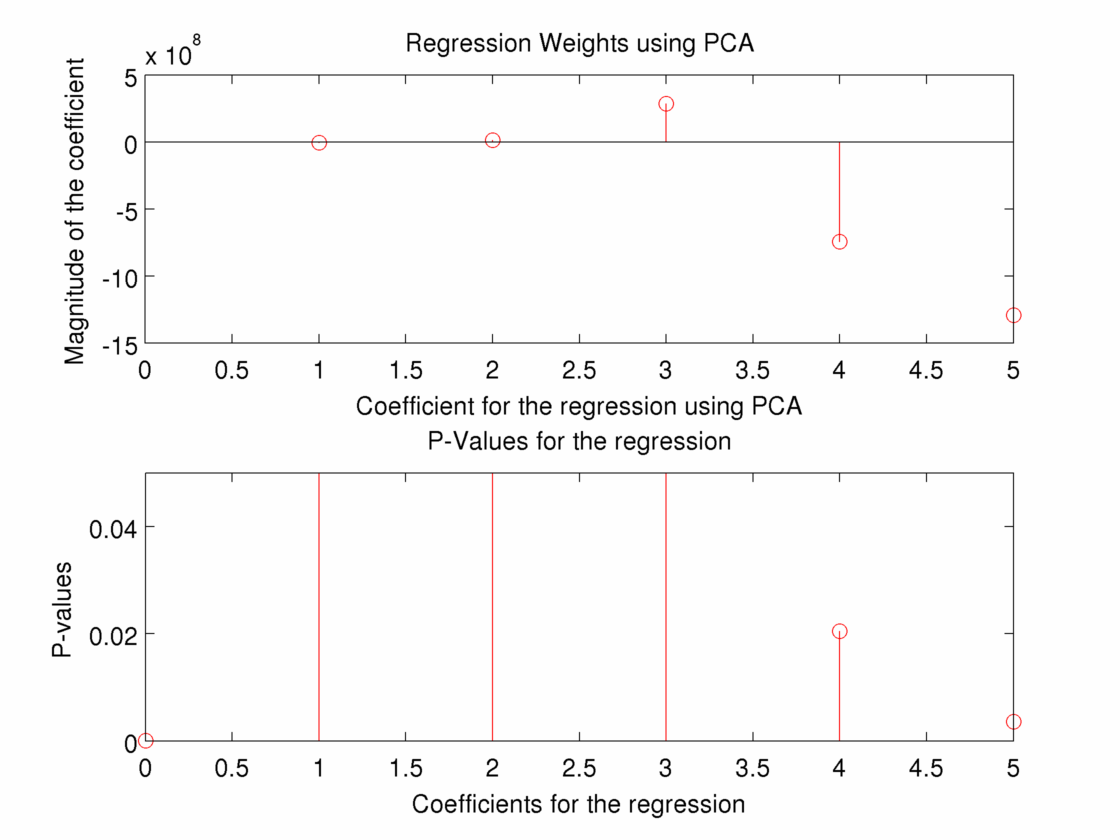 Regression Weights using PCA
x 10^8
Magnitude of the coefficient
5
0
-5
-10
-15
0 0.5 1 1.5 2 2.5 3 3.5 4 4.5 5
Coefficient for the regression using PCA
P-Values for the regression
P-values
0.04
0.02
0
0 0.5 1 1.5 2 2.5 3 3.5 4 4.5 5
Coefficients for the regression